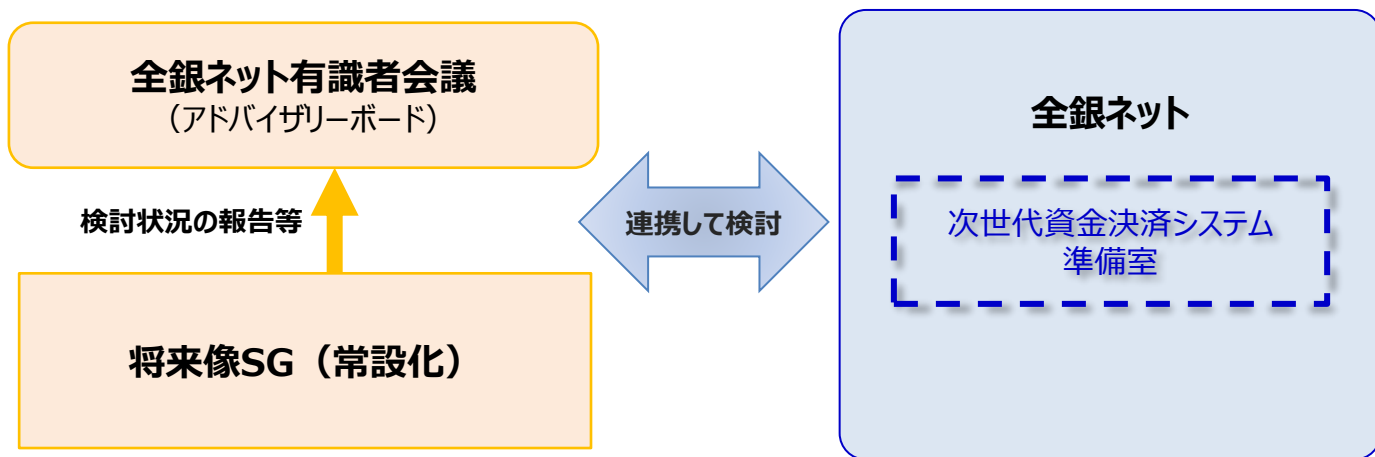 全銀ネット有識者会議
（アドバイザリーボード）
検討状況の報告等
将来像SG（常設化）
連携して検討
全銀ネット
次世代資金決済システム
準備室